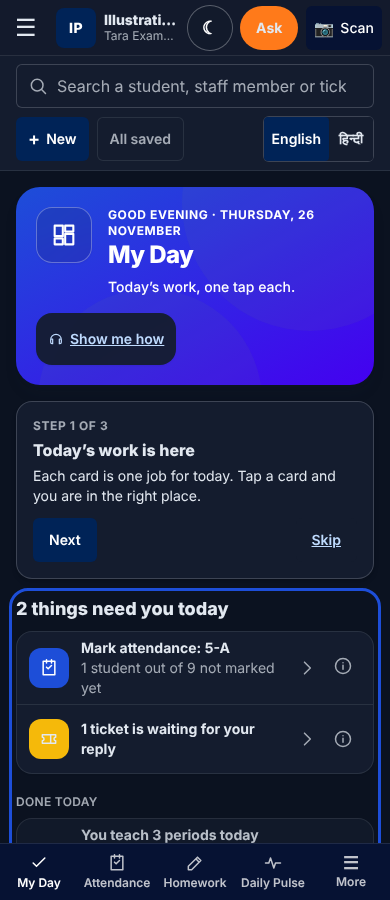 IP
Illustrati...
Tara Exam...
Ask
Scan
Search a student, staff member or tick
+ New
All saved
English
हिन्दी
GOOD EVENING · THURSDAY, 26
NOVEMBER
My Day
Today's work, one tap each.
Show me how
STEP 1 OF 3
Today's work is here
Each card is one job for today. Tap a card and
you are in the right place.
Next
Skip
2 things need you today
Mark attendance: 5-A
1 student out of 9 not marked
yet
1 ticket is waiting for your
reply
DONE TODAY
You teach 3 periods today
My Day
Attendance
Homework
Daily Pulse
More